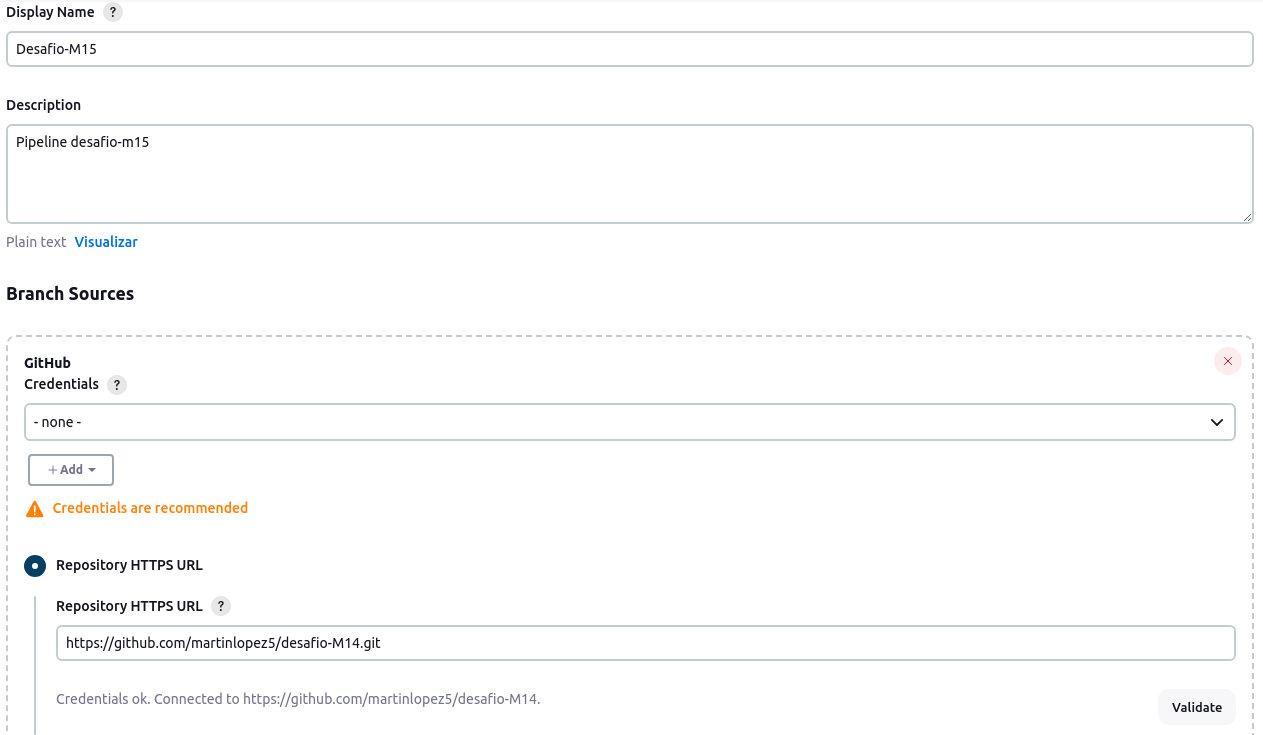 Display Name ?
Desafio-M15
Description
Pipeline desafio-m15
Plain text Visualizar
Branch Sources
GitHub
Credentials ?
- none -
+ Add
Credentials are recommended
Repository HTTPS URL
Repository HTTPS URL ?
https://github.com/martinlopez5/desafio-M14.git
Credentials ok. Connected to https://github.com/martinlopez5/desafio-M14.
Validate